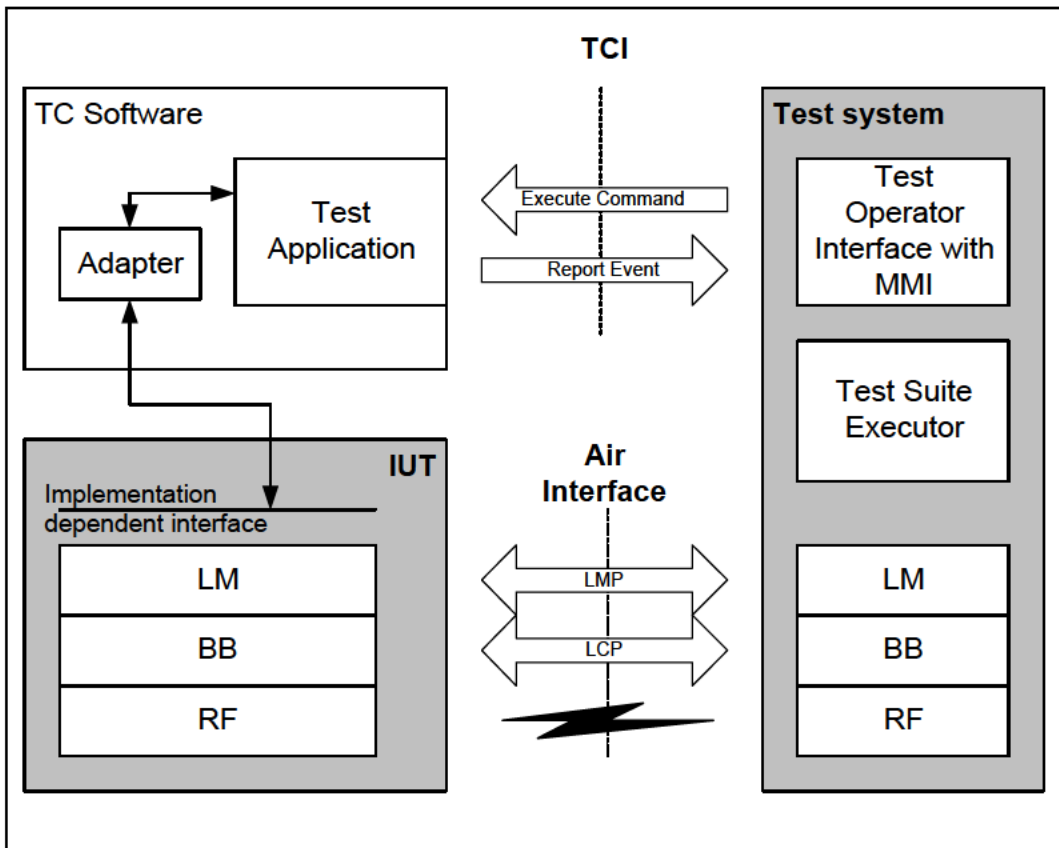 TCI
TC Software
Test
Application
Adapter
Execute Command
Report Event
Test system
Test
Operator
Interface with
MMI
Test Suite
Executor
IUT
Implementation
dependent interface
LM
BB
RF
Air
Interface
LMP
LCP
LM
BB
RF